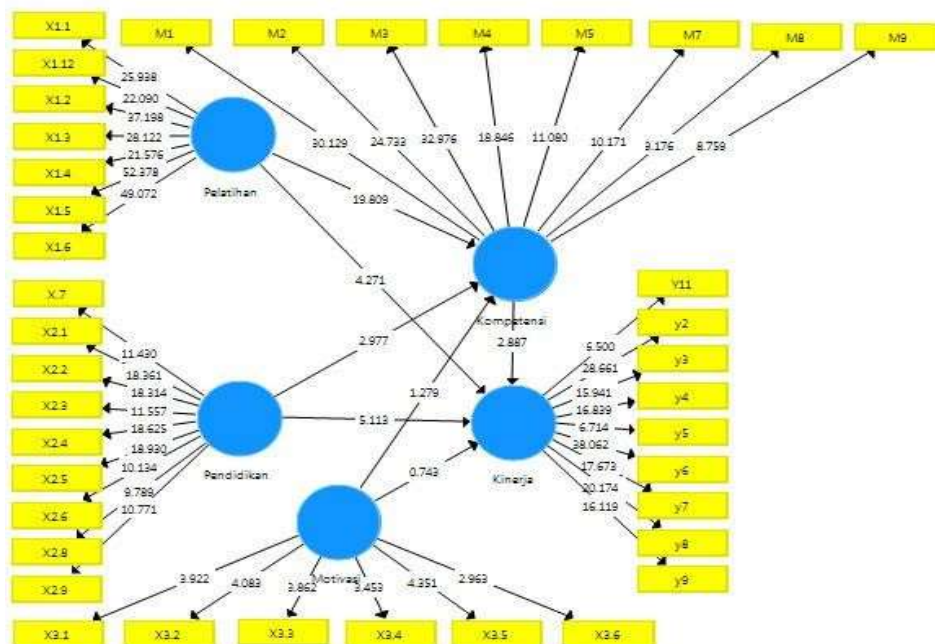 X1.1
M1
M2
M3
M4
M5
M7
M8
M9
X1.12
X1.2
X1.3
X1.4
X1.5
X1.6
25.938
22.090
37.198
28.122
21.576
52.378
49.072
Pelatihan
30.129
24.733
32.976
18.846
11.080
10.171
3.176
8.759
19.809
4.271
Kompetensi
2.887
2.977
1.279
5.113
0.743
X.7
X2.1
X2.2
X2.3
X2.4
X2.5
X2.6
X2.8
X2.9
11.430
18.361
18.314
11.557
18.625
18.930
10.134
9.789
10.771
Pendidikan
Kinerja
Y11
y2
y3
y4
y5
y6
y7
y8
y9
28.661
15.941
16.839
6.714
38.062
17.673
20.174
16.119
Motivasi
3.922
4.083
3.862
3.453
4.351
2.963
X3.1
X3.2
X3.3
X3.4
X3.5
X3.6